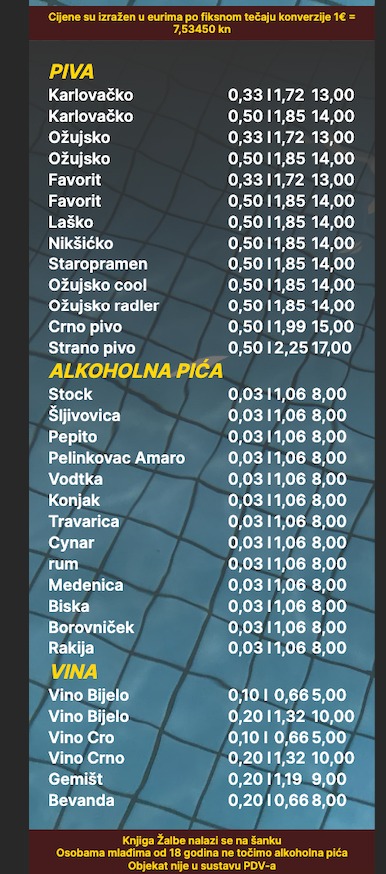 Cijene su izražen u eurima po fiksnom tečaju konverzije 1€ =
7,53450 kn
PIVA
Karlovačko 0,33 l 1,72 13,00
Karlovačko 0,50 l 1,85 14,00
Ožujsko 0,33 l 1,72 13,00
Ožujsko 0,50 l 1,85 14,00
Favorit 0,33 l 1,72 13,00
Favorit 0,50 l 1,85 14,00
Laško 0,50 l 1,85 14,00
Nikšićko 0,50 l 1,85 14,00
Staropramen 0,50 l 1,85 14,00
Ožujsko cool 0,50 l 1,85 14,00
Ožujsko radler 0,50 l 1,85 14,00
Crno pivo 0,50 l 1,99 15,00
Strano pivo 0,50 l 2,25 17,00
ALKOHOLNA PIĆA
Stock 0,03 l 1,06 8,00
Šljivovica 0,03 l 1,06 8,00
Pepito 0,03 l 1,06 8,00
Pelinkovac Amaro 0,03 l 1,06 8,00
Vodtka 0,03 l 1,06 8,00
Konjak 0,03 l 1,06 8,00
Travarica 0,03 l 1,06 8,00
Cynar 0,03 l 1,06 8,00
rum 0,03 l 1,06 8,00
Medenica 0,03 l 1,06 8,00
Biska 0,03 l 1,06 8,00
Borovniček 0,03 l 1,06 8,00
Rakija 0,03 l 1,06 8,00
VINA
Vino Bijelo 0,10 l 0,66 5,00
Vino Bijelo 0,20 l 1,32 10,00
Vino Cro 0,10 l 0,66 5,00
Vino Crno 0,20 l 1,32 10,00
Gemišt 0,20 l 1,19 9,00
Bevanda 0,20 l 0,66 8,00
Knjiga Žalbe nalazi se na šanku
Osobama mlađima od 18 godina ne točimo alkoholna pića
Objekat nije u sustavu PDV-a